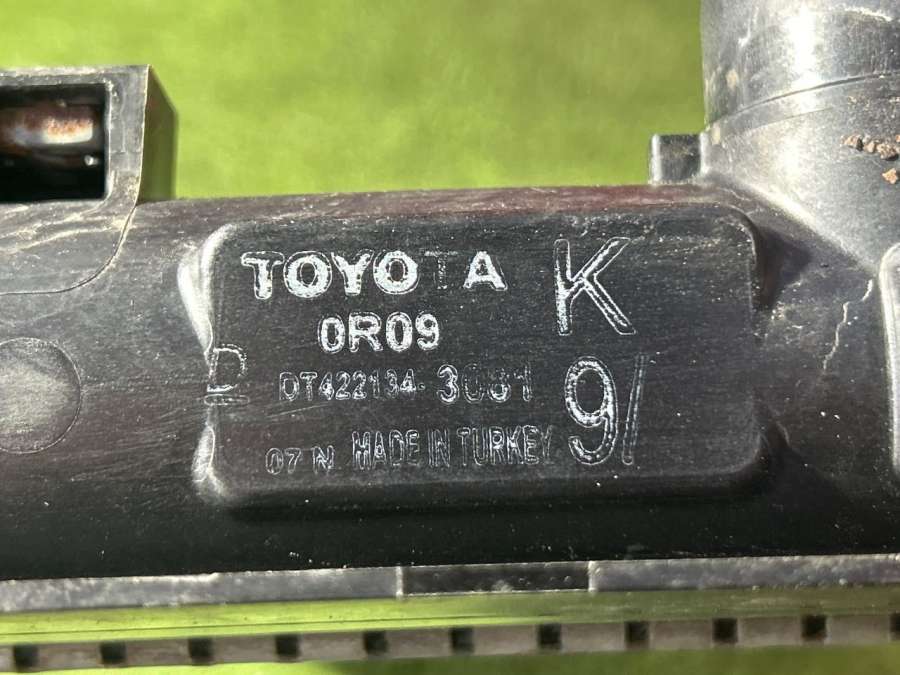 TOYOTA K
0R09
D
DT422134-3081 9/
07 N MADE IN TURKEY